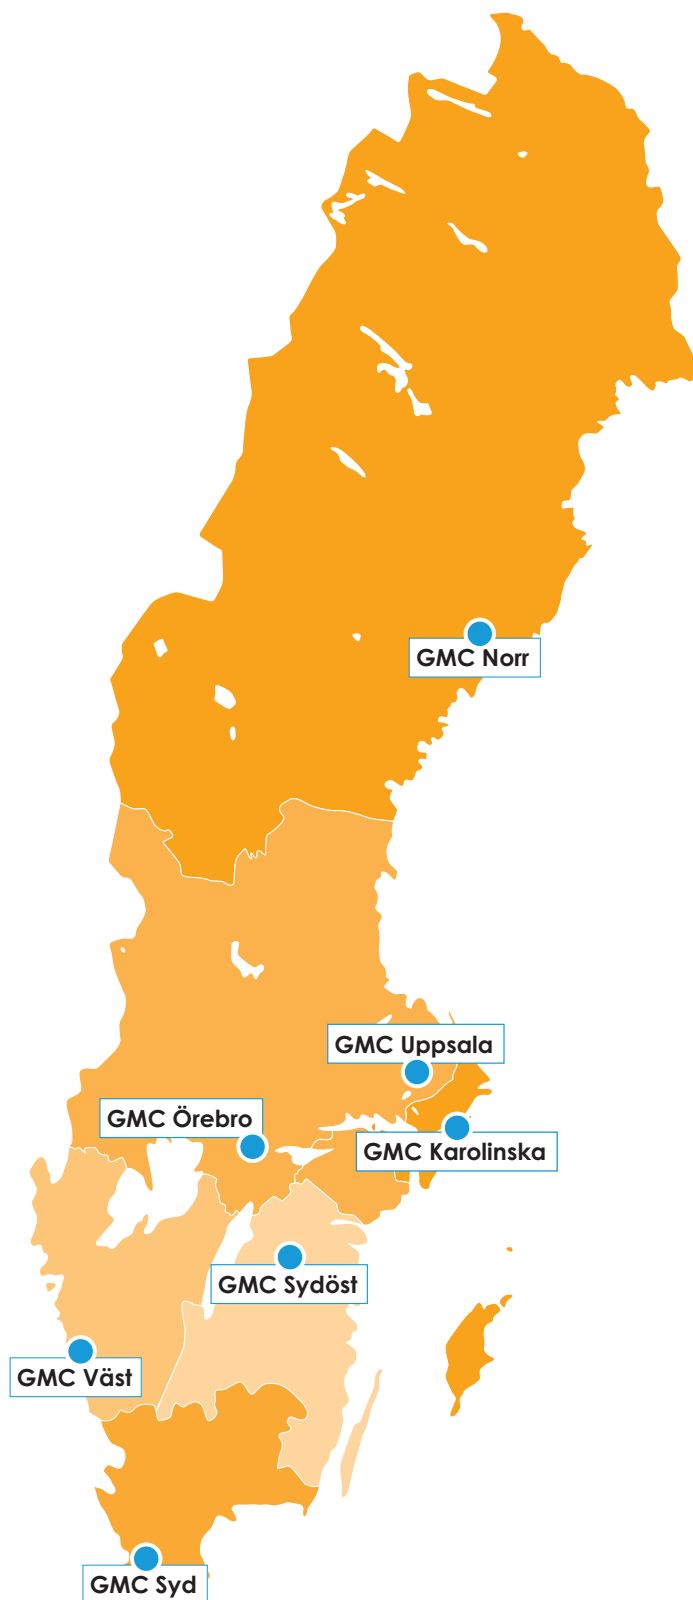 GMC Norr
GMC Uppsala
GMC Örebro
GMC Karolinska
GMC Sydöst
GMC Väst
GMC Syd